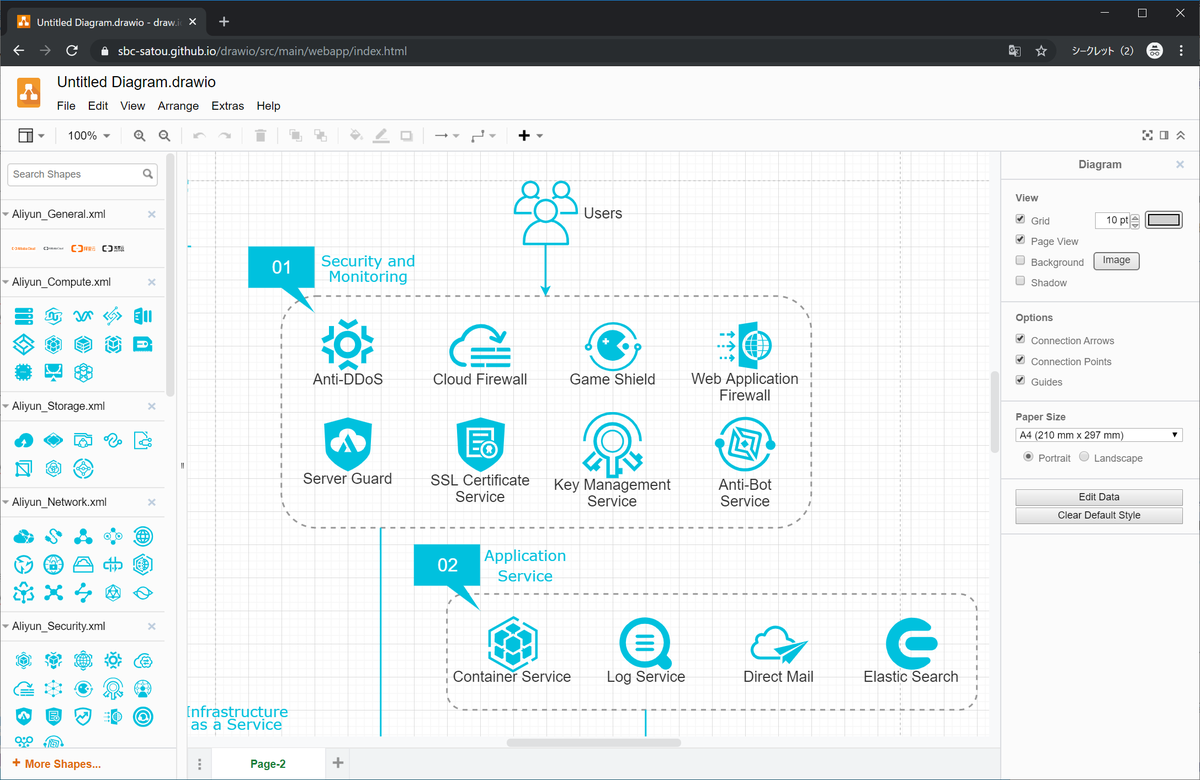 Untitled Diagram.drawio - draw.i
sbc-satou.github.io/drawio/src/main/webapp/index.html
シークレット (2)
Untitled Diagram.drawio
File Edit View Arrange Extras Help
100%
Search Shapes
Aliyun_General.xml
Aliyun_Compute.xml
Aliyun_Storage.xml
Aliyun_Network.xml
Aliyun_Security.xml
+ More Shapes...
Users
01
Security and
Monitoring
Anti-DDoS
Cloud Firewall
Game Shield
Web Application
Firewall
Server Guard
SSL Certificate
Service
Key Management
Service
Anti-Bot
Service
02
Application
Service
Container Service
Log Service
Direct Mail
Elastic Search
Infrastructure
as a Service
Page-2
Diagram
View
Grid 10 pt
Page View
Background Image
Shadow
Options
Connection Arrows
Connection Points
Guides
Paper Size
A4 (210 mm x 297 mm)
Portrait Landscape
Edit Data
Clear Default Style